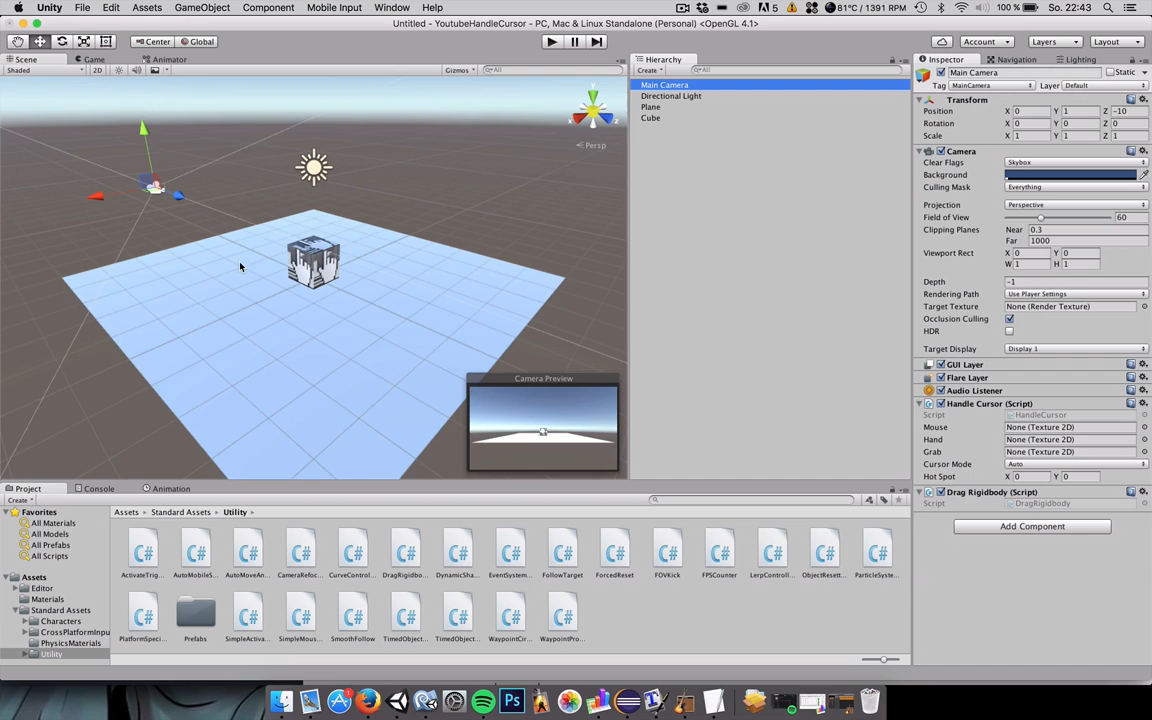 Unity File Edit Assets GameObject Component Mobile Input Window Help 5 81°C / 1391 RPM 100 % So. 22:43
Untitled - YoutubeHandleCursor - PC, Mac & Linux Standalone (Personal) <OpenGL 4.1>
Center Global Account Layers Layout
Scene Game Animator
Shaded 2D Gizmos All
y
x
Persp
Camera Preview
Hierarchy
Create All
Main Camera
Directional Light
Plane
Cube
Inspector Navigation Lighting
Main Camera Static
Tag MainCamera Layer Default
Transform
Position X 0 Y 1 Z -10
Rotation X 0 Y 0 Z 0
Scale X 1 Y 1 Z 1
Camera
Clear Flags Skybox
Background
Culling Mask Everything
Projection Perspective
Field of View 60
Clipping Planes Near 0.3
Far 1000
Viewport Rect X 0 Y 0
W 1 H 1
Depth -1
Rendering Path Use Player Settings
Target Texture None (Render Texture)
Occlusion Culling
HDR
Target Display Display 1
GUI Layer
Flare Layer
Audio Listener
Handle Cursor (Script)
Script HandleCursor
Mouse None (Texture 2D)
Hand None (Texture 2D)
Grab None (Texture 2D)
Cursor Mode Auto
Hot Spot X 0 Y 0
Drag Rigidbody (Script)
Script DragRigidbody
Add Component
Project Console Animation
Create
Favorites
All Materials
All Models
All Prefabs
All Scripts
Assets
Editor
Materials
Standard Assets
Characters
CrossPlatformInpu
PhysicsMaterials
Utility
Assets Standard Assets Utility
C# C# C# C# C# C# C# C# C# C# C# C# C# C# C#
ActivateTrig... AutoMobileS... AutoMoveAn... CameraRefoc... CurveControl... DragRigidbo... DynamicSha... EventSystem... FollowTarget ForcedReset FOVKick FPSCounter LerpControll... ObjectResett... ParticleSyste...
C# C# C# C# C# C# C# C#
PlatformSpeci... Prefabs SimpleActiva... SimpleMous... SmoothFollow TimedObject... TimedObject... WaypointCir... WaypointPro...
Ps